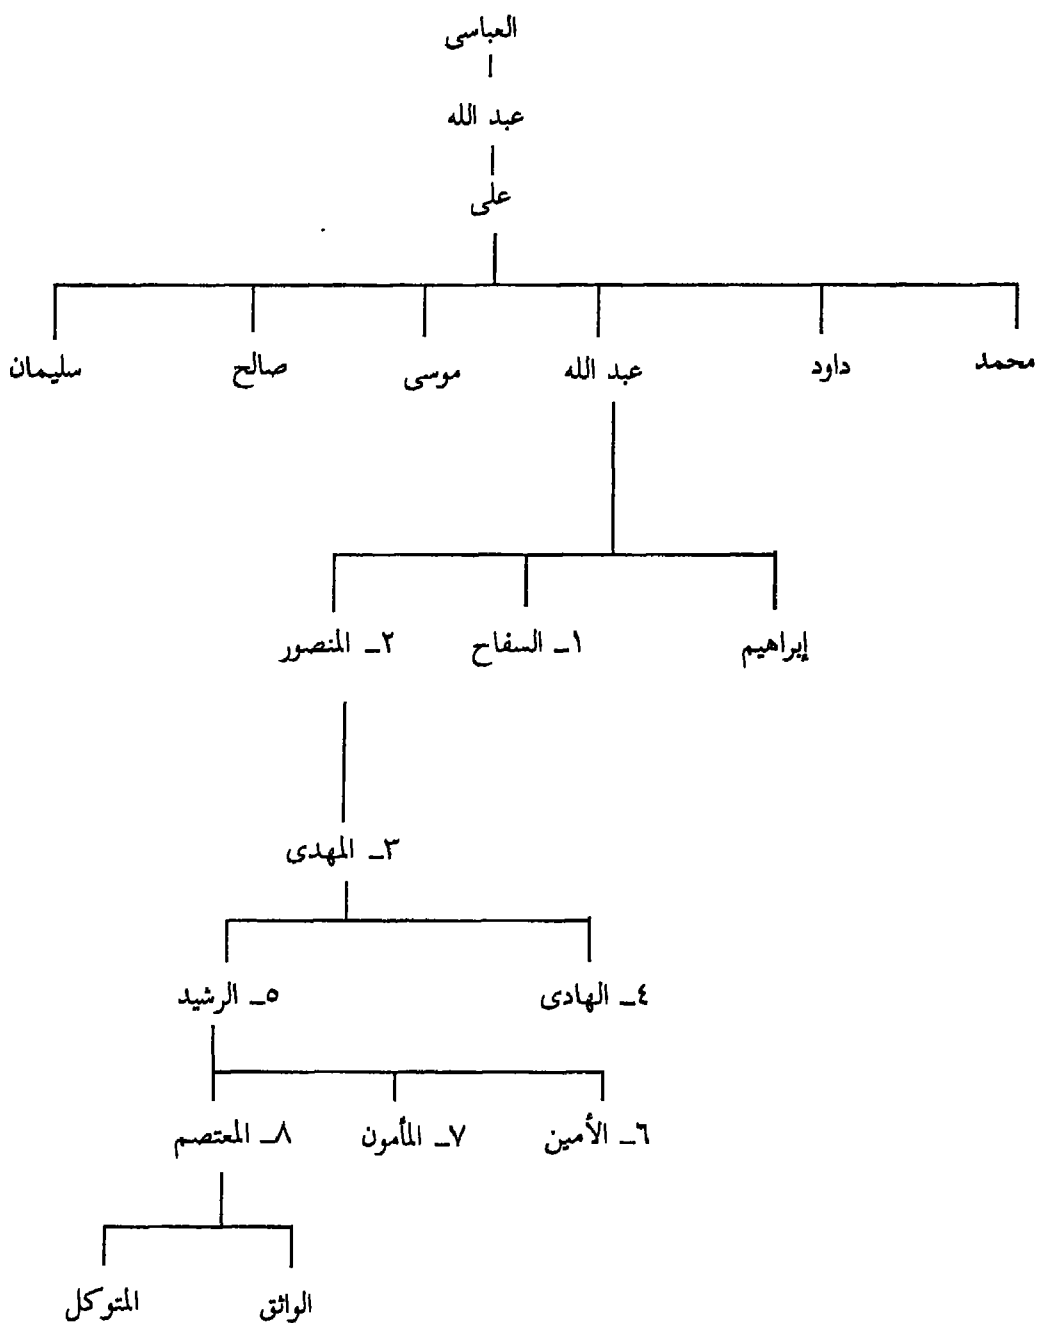 العباسى
عبد الله
على
محمد داود عبد الله موسى صالح سليمان
إبراهيم ١ـ السفاح ٢ـ المنصور
٣ـ المهدى
٤ـ الهادى ٥ـ الرشيد
٦ـ الأمين ٧ـ المأمون ٨ـ المعتصم
الواثق المتوكل